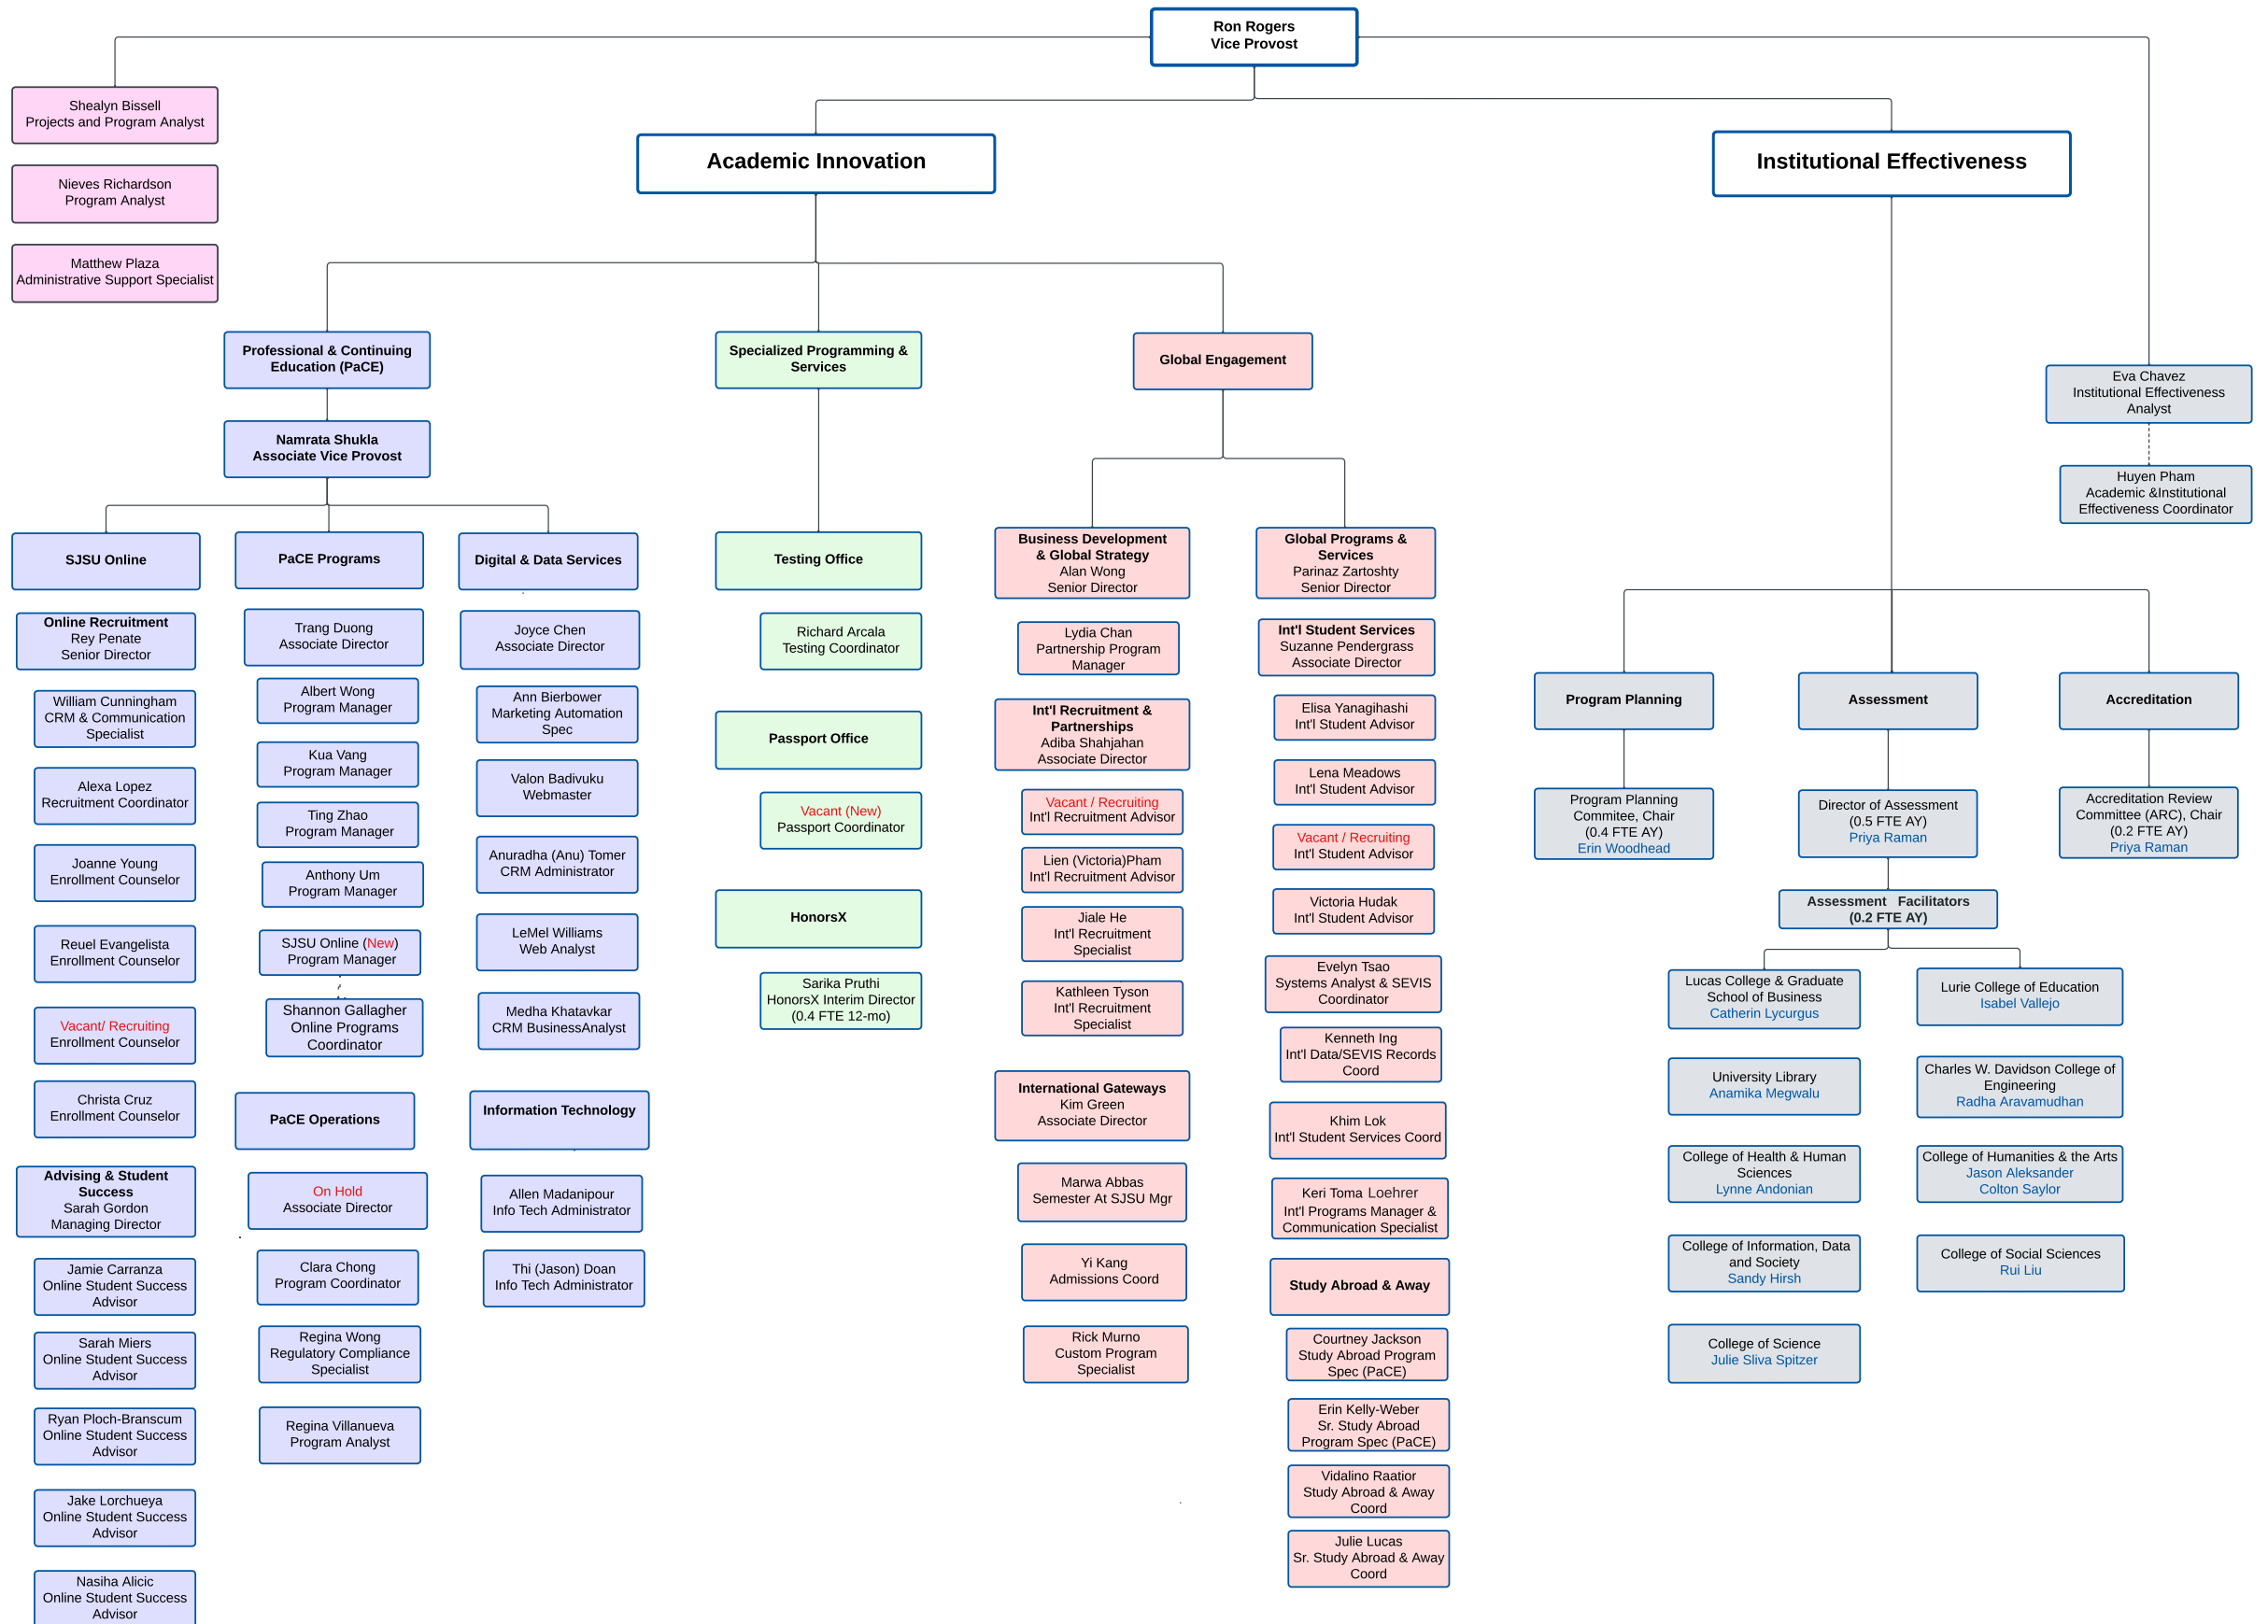 Ron Rogers
Vice Provost
Shealyn Bissell
Projects and Program Analyst
Nieves Richardson
Program Analyst
Matthew Plaza
Administrative Support Specialist
Academic Innovation
Institutional Effectiveness
Professional & Continuing
Education (PaCE)
Namrata Shukla
Associate Vice Provost
Specialized Programming &
Services
Global Engagement
Eva Chavez
Institutional Effectiveness
Analyst
Huyen Pham
Academic &Institutional
Effectiveness Coordinator
SJSU Online
Online Recruitment
Rey Penate
Senior Director
William Cunningham
CRM & Communication
Specialist
Alexa Lopez
Recruitment Coordinator
Joanne Young
Enrollment Counselor
Reuel Evangelista
Enrollment Counselor
Vacant/ Recruiting
Enrollment Counselor
Christa Cruz
Enrollment Counselor
Advising & Student
Success
Sarah Gordon
Managing Director
Jamie Carranza
Online Student Success
Advisor
Sarah Miers
Online Student Success
Advisor
Ryan Ploch-Branscum
Online Student Success
Advisor
Jake Lorchueya
Online Student Success
Advisor
Nasiha Alicic
Online Student Success
Advisor
PaCE Programs
Trang Duong
Associate Director
Albert Wong
Program Manager
Kua Vang
Program Manager
Ting Zhao
Program Manager
Anthony Um
Program Manager
SJSU Online (New)
Program Manager
Shannon Gallagher
Online Programs
Coordinator
PaCE Operations
On Hold
Associate Director
Clara Chong
Program Coordinator
Regina Wong
Regulatory Compliance
Specialist
Regina Villanueva
Program Analyst
Digital & Data Services
Joyce Chen
Associate Director
Ann Bierbower
Marketing Automation
Spec
Valon Badivuku
Webmaster
Anuradha (Anu) Tomer
CRM Administrator
LeMel Williams
Web Analyst
Medha Khatavkar
CRM BusinessAnalyst
Information Technology
Allen Madanipour
Info Tech Administrator
Thi (Jason) Doan
Info Tech Administrator
Testing Office
Richard Arcala
Testing Coordinator
Passport Office
Vacant (New)
Passport Coordinator
HonorsX
Sarika Pruthi
HonorsX Interim Director
(0.4 FTE 12-mo)
Business Development
& Global Strategy
Alan Wong
Senior Director
Lydia Chan
Partnership Program
Manager
Int'l Recruitment &
Partnerships
Adiba Shahjahan
Associate Director
Vacant / Recruiting
Int'l Recruitment Advisor
Lien (Victoria)Pham
Int'l Recruitment Advisor
Jiale He
Int'l Recruitment
Specialist
Kathleen Tyson
Int'l Recruitment
Specialist
International Gateways
Kim Green
Associate Director
Marwa Abbas
Semester At SJSU Mgr
Yi Kang
Admissions Coord
Rick Murno
Custom Program
Specialist
Global Programs &
Services
Parinaz Zartoshty
Senior Director
Int'l Student Services
Suzanne Pendergrass
Associate Director
Elisa Yanagihashi
Int'l Student Advisor
Lena Meadows
Int'l Student Advisor
Vacant / Recruiting
Int'l Student Advisor
Victoria Hudak
Int'l Student Advisor
Evelyn Tsao
Systems Analyst & SEVIS
Coordinator
Kenneth Ing
Int'l Data/SEVIS Records
Coord
Khim Lok
Int'l Student Services Coord
Keri Toma Loehrer
Int'l Programs Manager &
Communication Specialist
Study Abroad & Away
Courtney Jackson
Study Abroad Program
Spec (PaCE)
Erin Kelly-Weber
Sr. Study Abroad
Program Spec (PaCE)
Vidalino Raatior
Study Abroad & Away
Coord
Julie Lucas
Sr. Study Abroad & Away
Coord
Program Planning
Program Planning
Commitee, Chair
(0.4 FTE AY)
Erin Woodhead
Assessment
Director of Assessment
(0.5 FTE AY)
Priya Raman
Accreditation
Accreditation Review
Committee (ARC), Chair
(0.2 FTE AY)
Priya Raman
Assessment Facilitators
(0.2 FTE AY)
Lucas College & Graduate
School of Business
Catherin Lycurgus
University Library
Anamika Megwalu
College of Health & Human
Sciences
Lynne Andonian
College of Information, Data
and Society
Sandy Hirsh
College of Science
Julie Sliva Spitzer
Lurie College of Education
Isabel Vallejo
Charles W. Davidson College of
Engineering
Radha Aravamudhan
College of Humanities & the Arts
Jason Aleksander
Colton Saylor
College of Social Sciences
Rui Liu